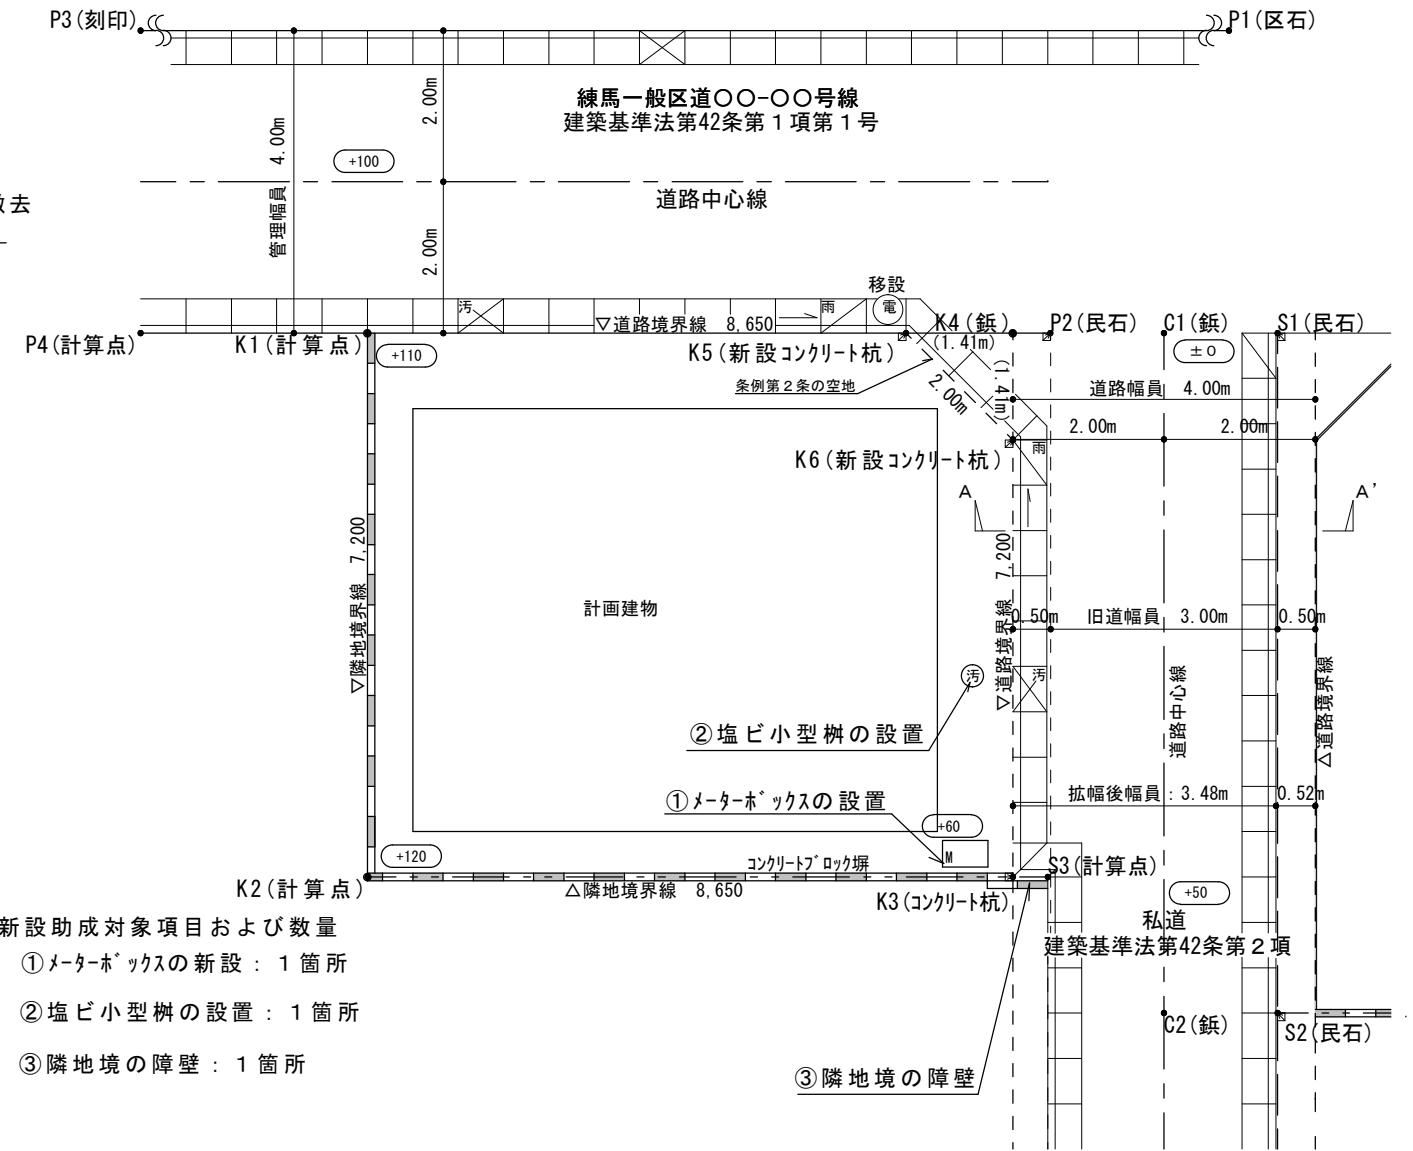 P3(刻印)
P1(区石)
練馬一般区道〇〇-〇〇号線
建築基準法第42条第1項第1号
2.00m
管理幅員 4.00m
+100
道路中心線
2.00m
撤去
移設
汚
雨
電
▽道路境界線 8,650
P4(計算点)
K1(計算点)
K4(鋲)
P2(民石)
C1(鋲)
S1(民石)
(1.41m)
K5(新設コンクリート杭)
+110
±0
条例第2条の空地
2.00m
(1.41m)
道路幅員 4.00m
2.00m
2.00m
雨
K6(新設コンクリート杭)
A
A'
▽隣地境界線 7,200
▽道路境界線 7,200
計画建物
0.50m
旧道幅員 3.00m
0.50m
汚
汚
道路中心線
△道路境界線
②塩ビ小型桝の設置
①メーターボックスの設置
拡幅後幅員:3.48m
0.52m
+60
M
+120
コンクリートブロック塀
S3(計算点)
K2(計算点)
△隣地境界線 8,650
K3(コンクリート杭)
+50
私道
建築基準法第42条第2項
新設助成対象項目および数量
①メーターボックスの新設:1箇所
②塩ビ小型桝の設置:1箇所
C2(鋲)
S2(民石)
③隣地境の障壁:1箇所
③隣地境の障壁